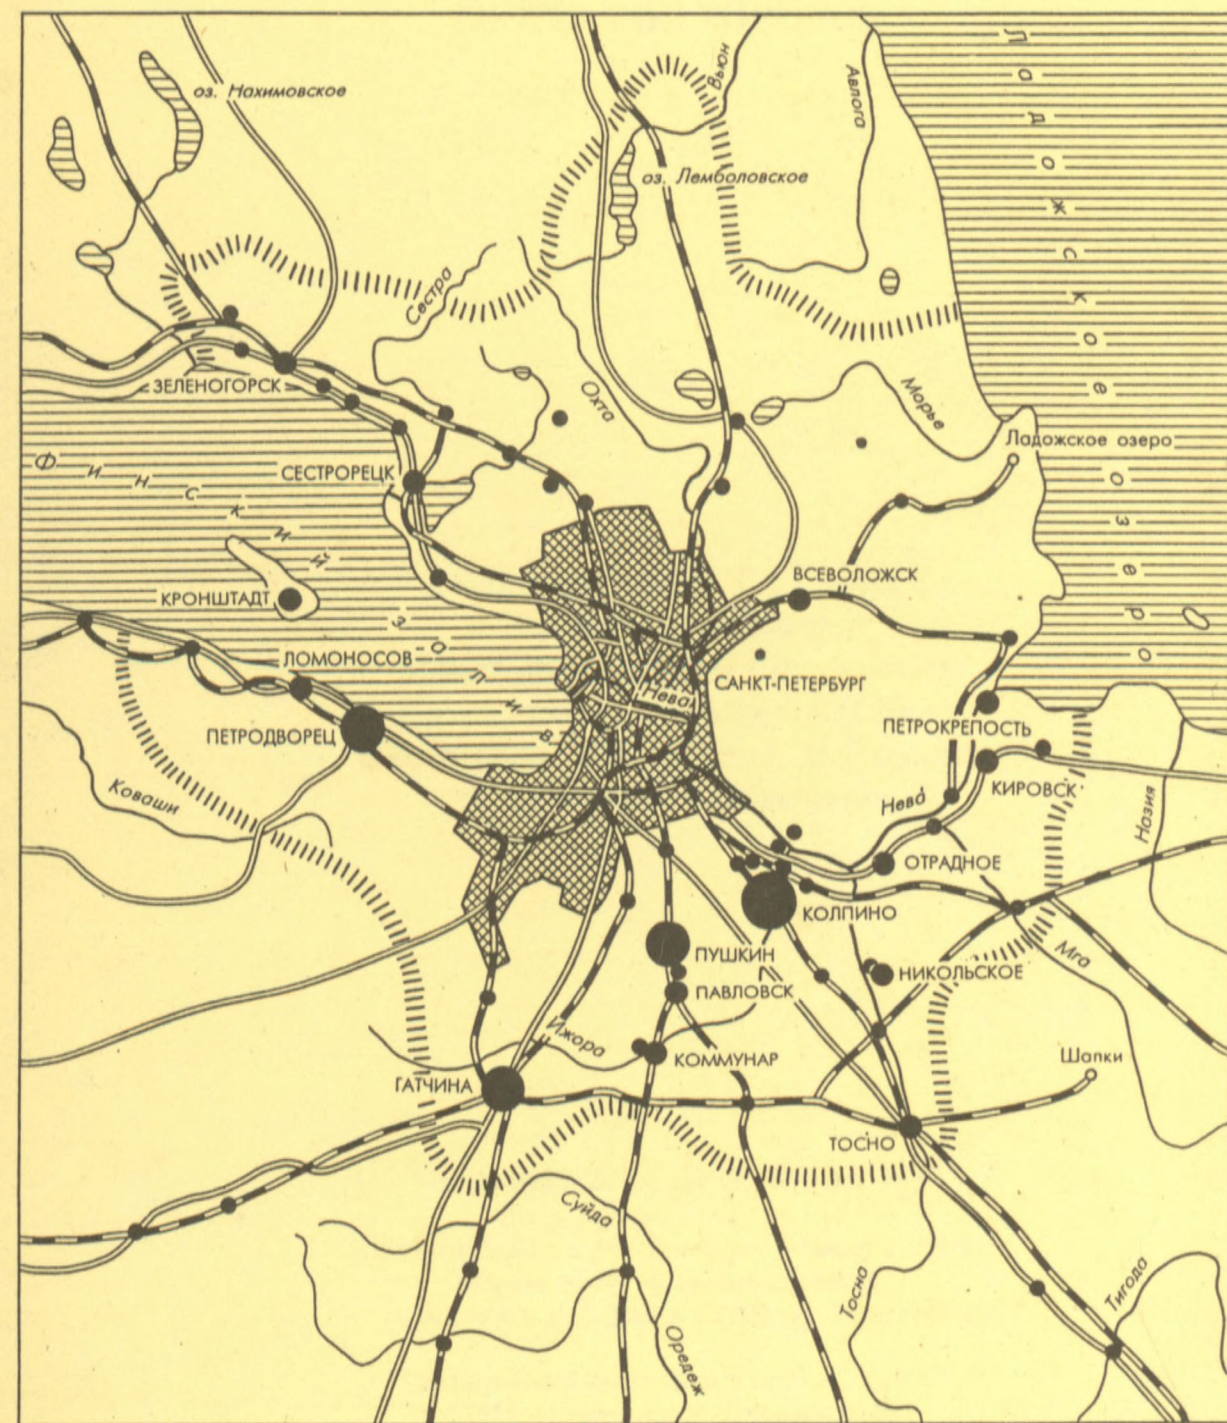 Ладожское озеро
оз. Нахимовское
Вьюн
Авлога
оз. Лемболовское
Сестра
ЗЕЛЕНОГОРСК
Охта
Морье
Ладожское озеро
Финский залив
СЕСТРОРЕЦК
ВСЕВОЛОЖСК
КРОНШТАДТ
ЛОМОНОСОВ
САНКТ-ПЕТЕРБУРГ
Нева
ПЕТРОДВОРЕЦ
ПЕТРОКРЕПОСТЬ
Коваши
Нева
КИРОВСК
Назия
ОТРАДНОЕ
КОЛПИНО
ПУШКИН
Мга
НИКОЛЬСКОЕ
ПАВЛОВСК
Ижора
КОММУНАР
Шапки
ГАТЧИНА
ТОСНО
Суйда
Тосна
Тигода
Оредеж